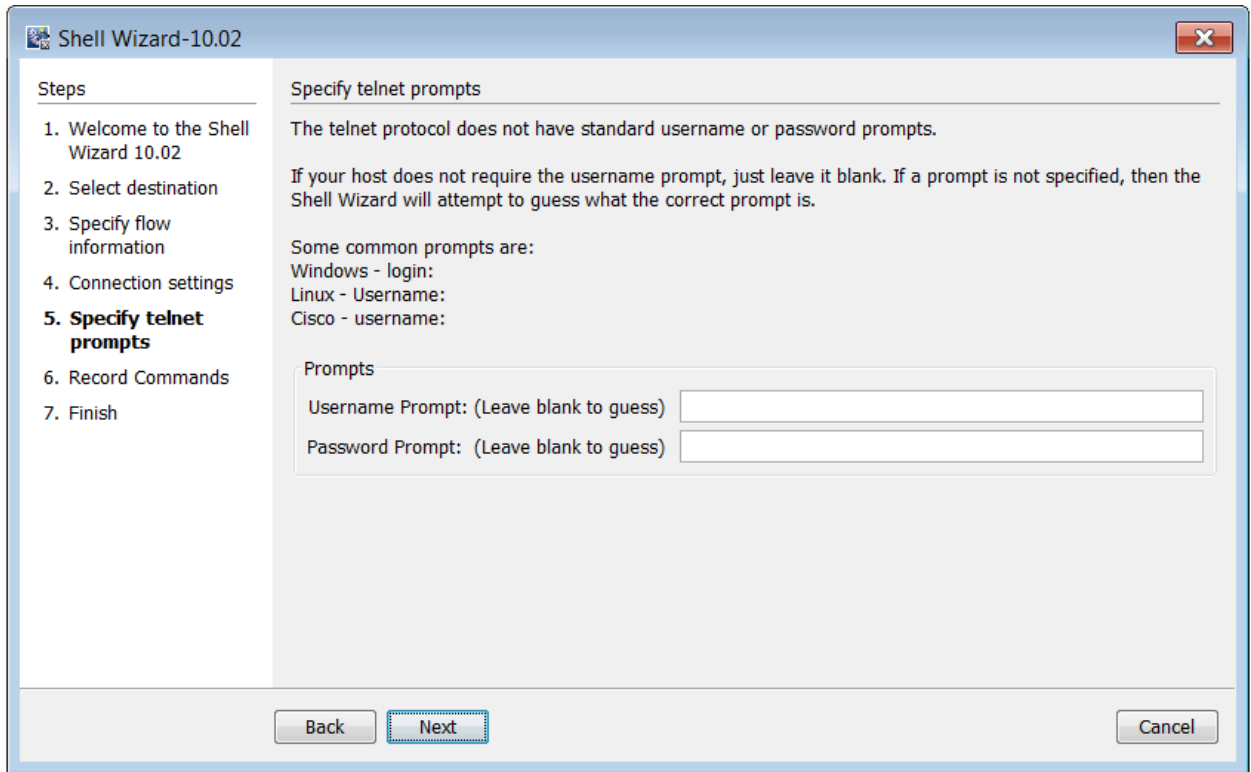 Shell Wizard-10.02
Steps
1. Welcome to the Shell
Wizard 10.02
2. Select destination
3. Specify flow
information
4. Connection settings
5. Specify telnet
prompts
6. Record Commands
7. Finish
Specify telnet prompts
The telnet protocol does not have standard username or password prompts.
If your host does not require the username prompt, just leave it blank. If a prompt is not specified, then the
Shell Wizard will attempt to guess what the correct prompt is.
Some common prompts are:
Windows - login:
Linux - Username:
Cisco - username:
Prompts
Username Prompt: (Leave blank to guess)
Password Prompt: (Leave blank to guess)
Back
Next
Cancel